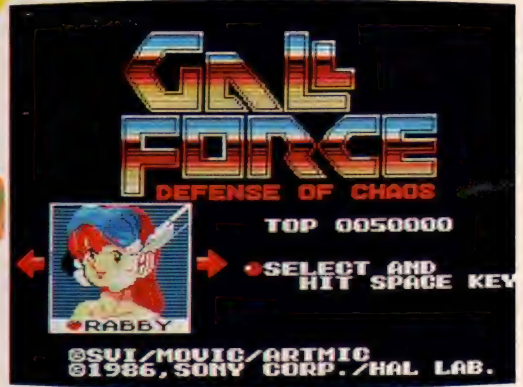 GALL
FORCE
DEFENSE OF CHAOS
TOP 0050000
SELECT AND
HIT SPACE KEY
RABBY
©SVI/MOVIC/ARTMIC
©1986, SONY CORP./HAL LAB.